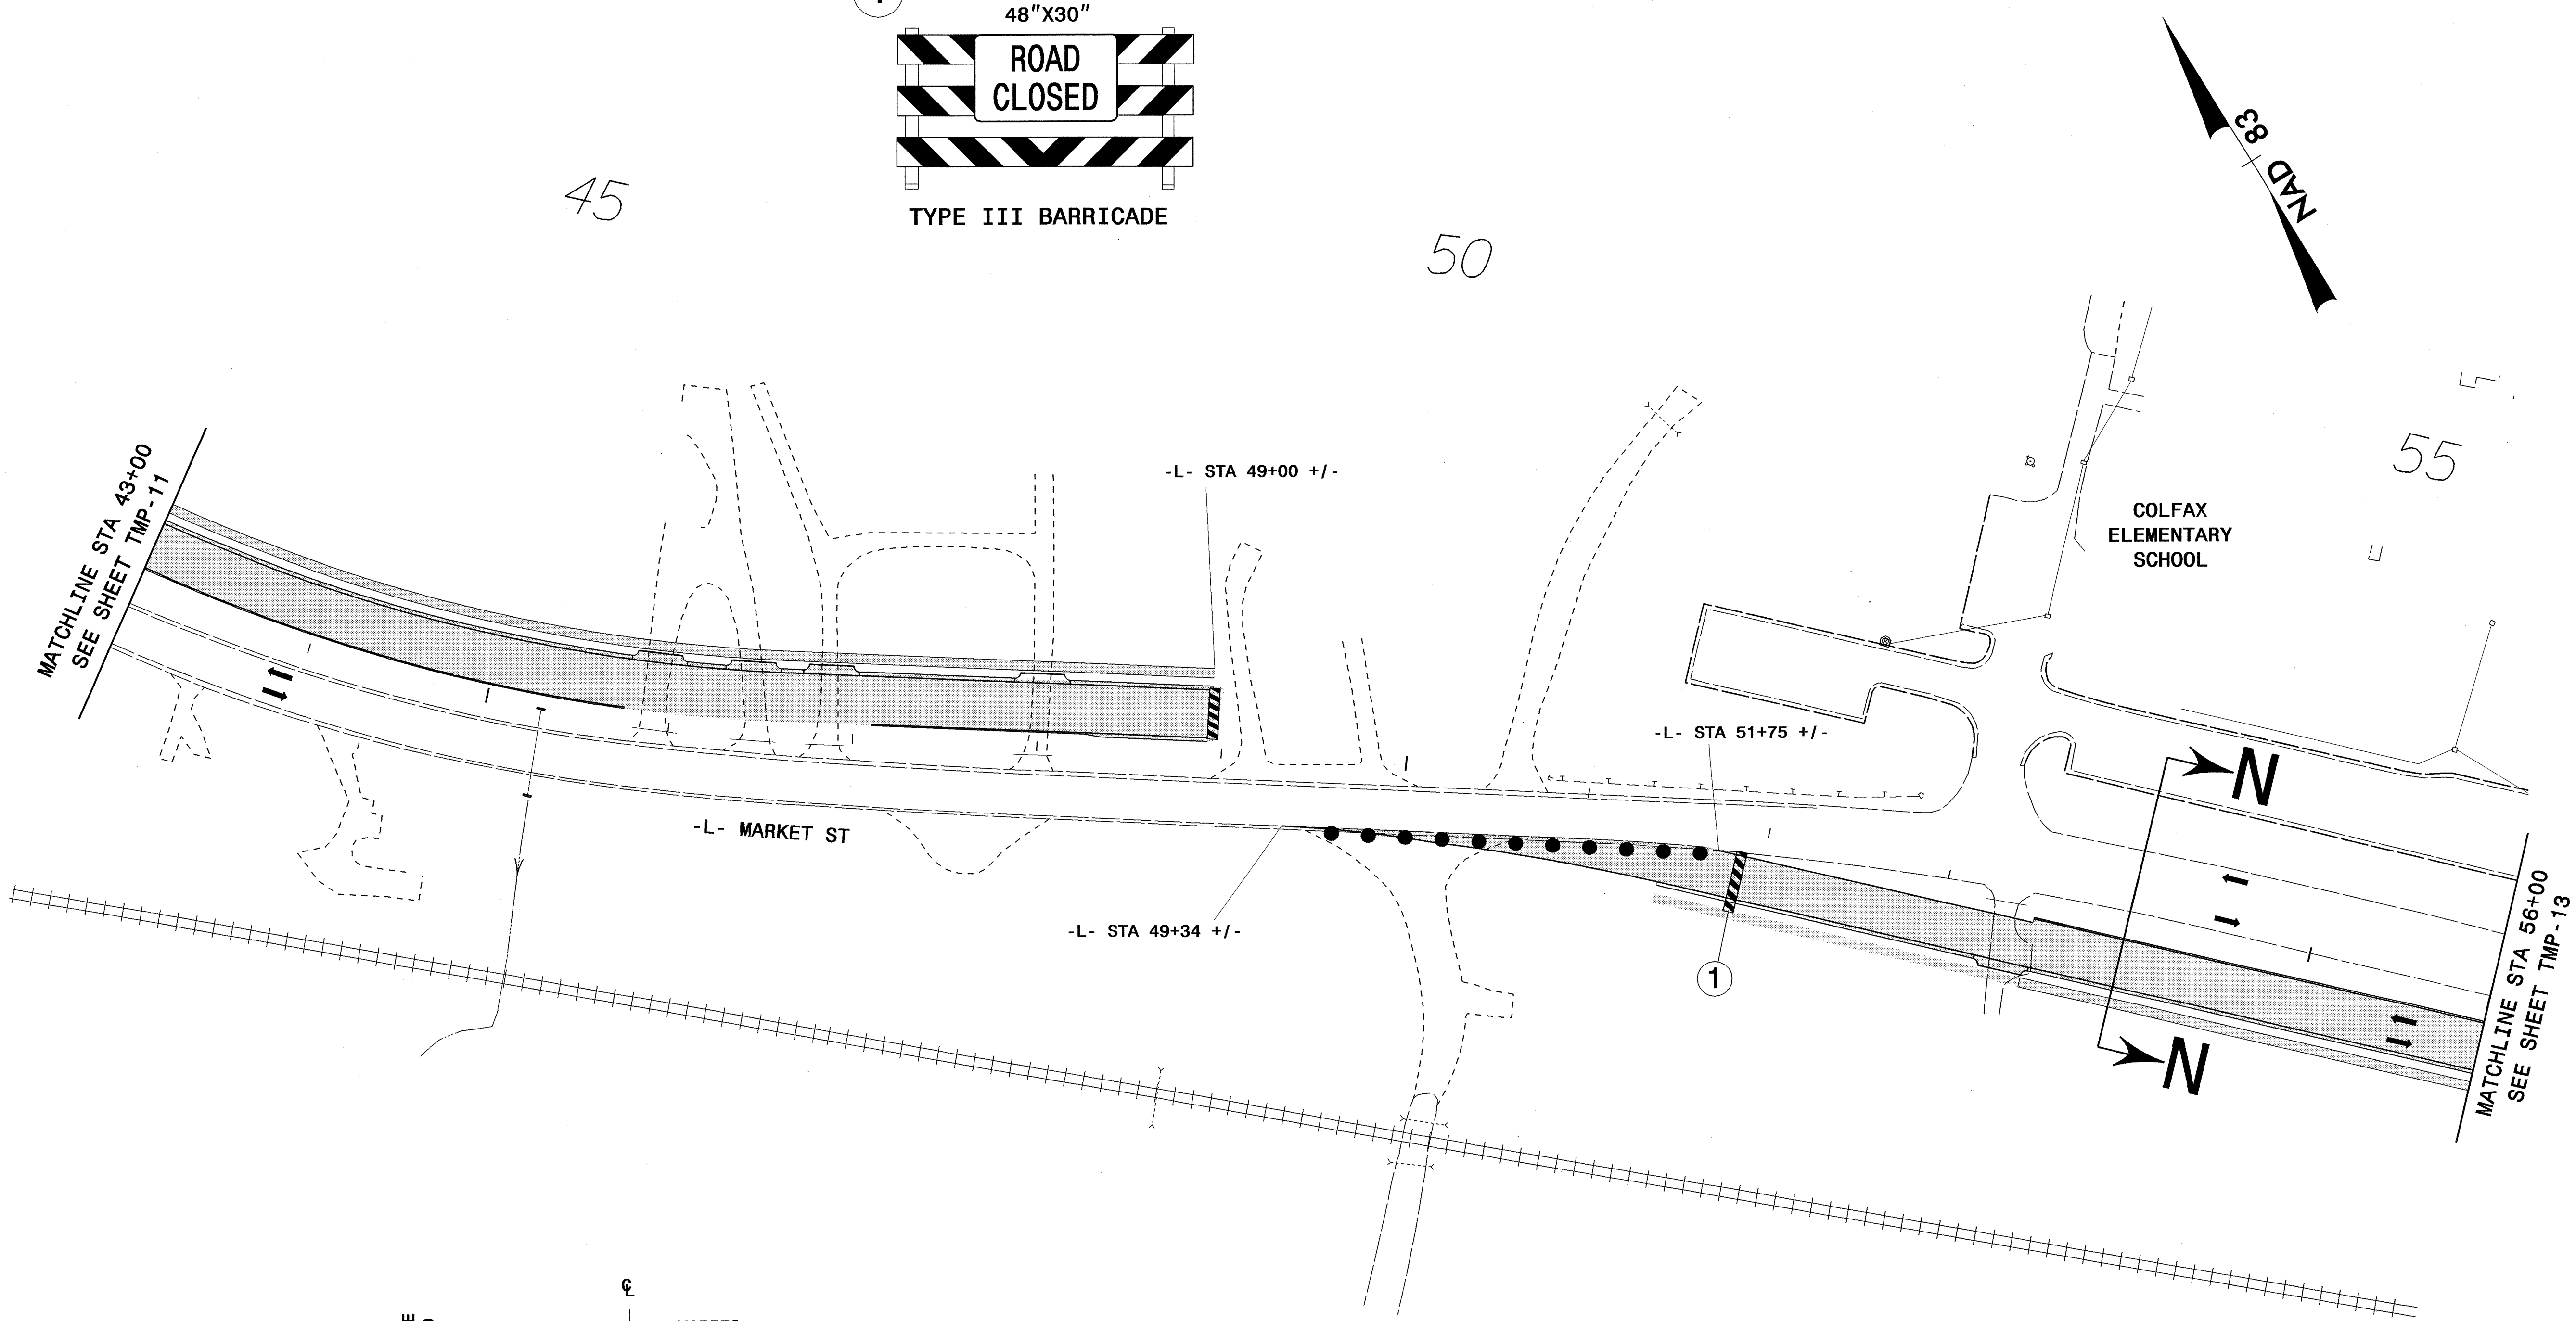 48"X30"
ROAD
CLOSED
TYPE III BARRICADE
NAD 83
45
50
55
MATCHLINE STA 43+00
SEE SHEET TMP-11
-L- STA 49+00 +/-
COLFAX
ELEMENTARY
SCHOOL
-L- STA 51+75 +/-
N
-L- MARKET ST
-L- STA 49+34 +/-
1
N
MATCHLINE STA 56+00
SEE SHEET TMP-13